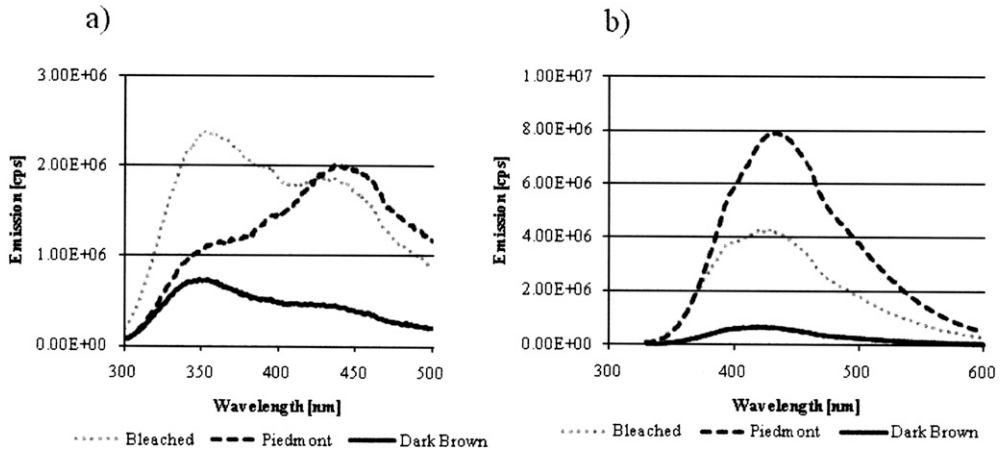 a)
3.00E+06
2.00E+06
1.00E+06
0.00E+00
Emission [cps]
300 350 400 450 500
Wavelength [nm]
Bleached Piedmont Dark Brown
b)
1.00E+07
8.00E+06
6.00E+06
4.00E+06
2.00E+06
0.00E+00
Emission [cps]
300 400 500 600
Wavelength [nm]
Bleached Piedmont Dark Brown